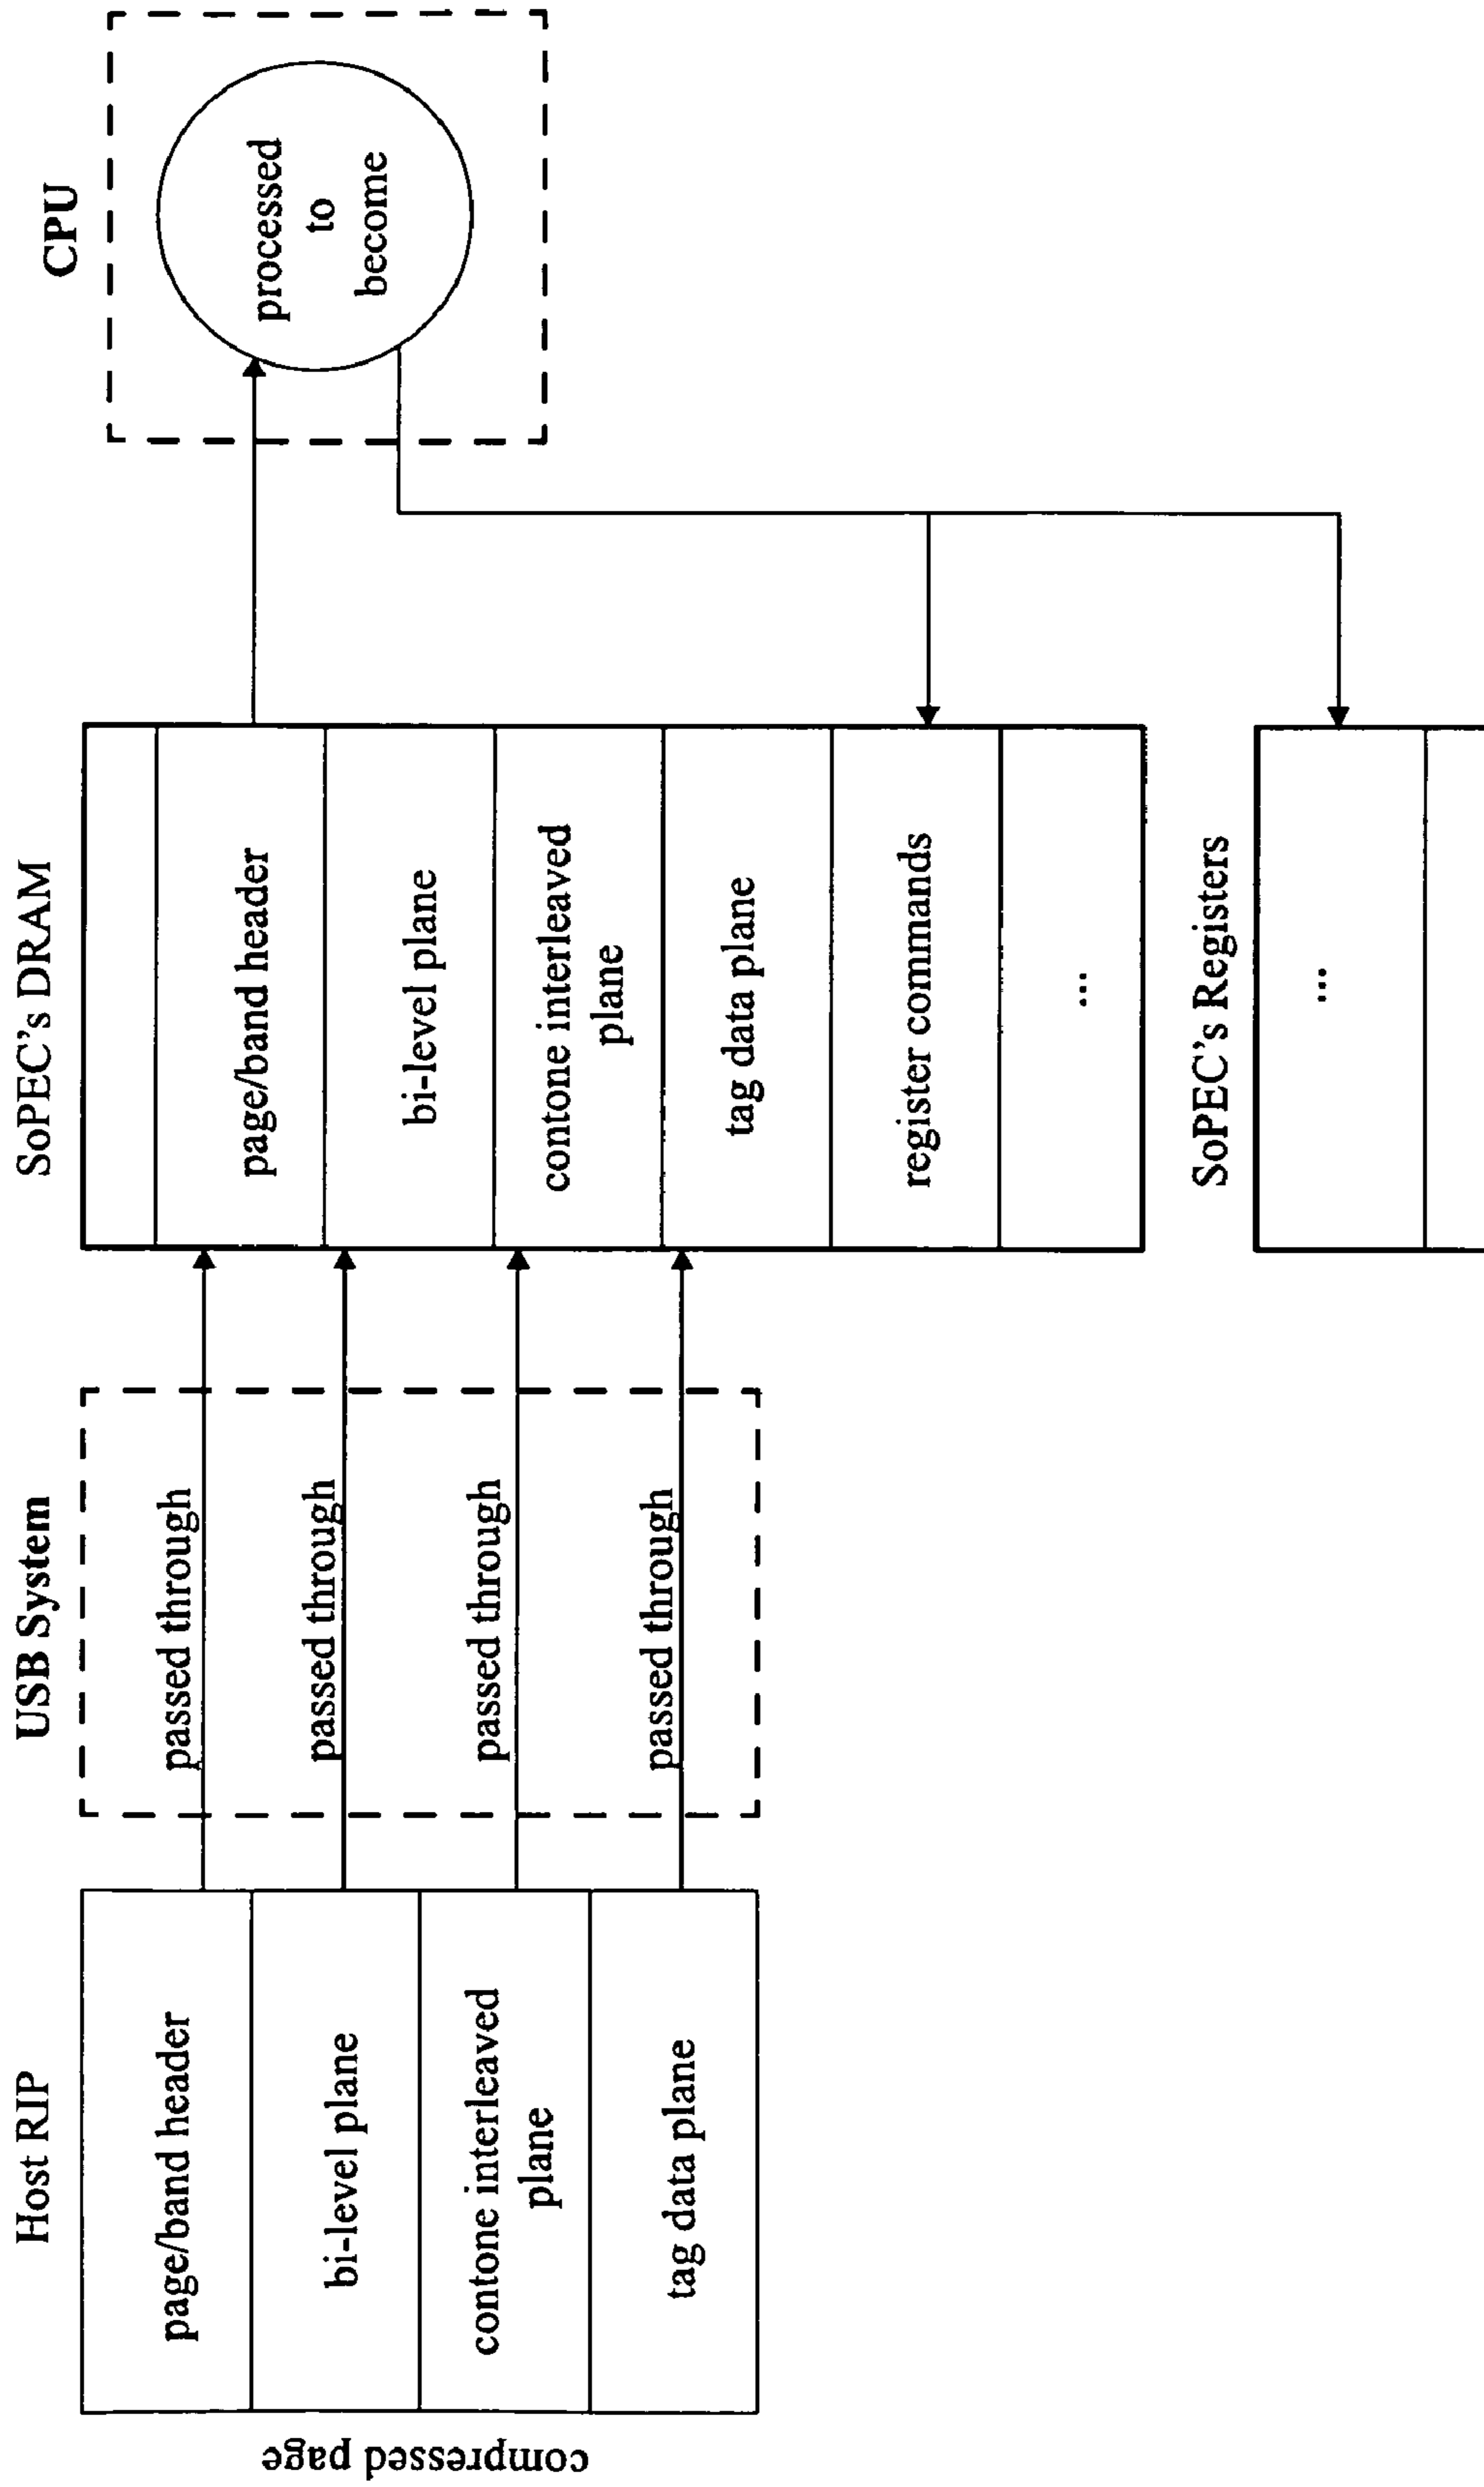 Host RIP
compressed page
page/band header
bi-level plane
contone interleaved
plane
tag data plane
USB System
passed through
passed through
passed through
passed through
SoPEC's DRAM
page/band header
bi-level plane
contone interleaved
plane
tag data plane
register commands
...
SoPEC's Registers
...
CPU
processed
to
become